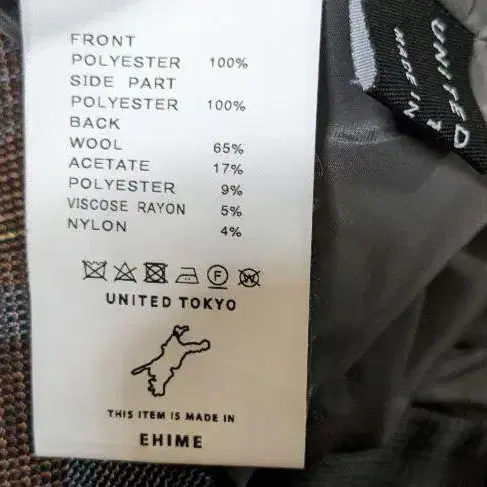 FRONT
POLYESTER 100%
SIDE PART
POLYESTER 100%
BACK
WOOL 65%
ACETATE 17%
POLYESTER 9%
VISCOSE RAYON 5%
NYLON 4%
F
W
UNITED TOKYO
THIS ITEM IS MADE IN
EHIME
UNITED T
MADE IN